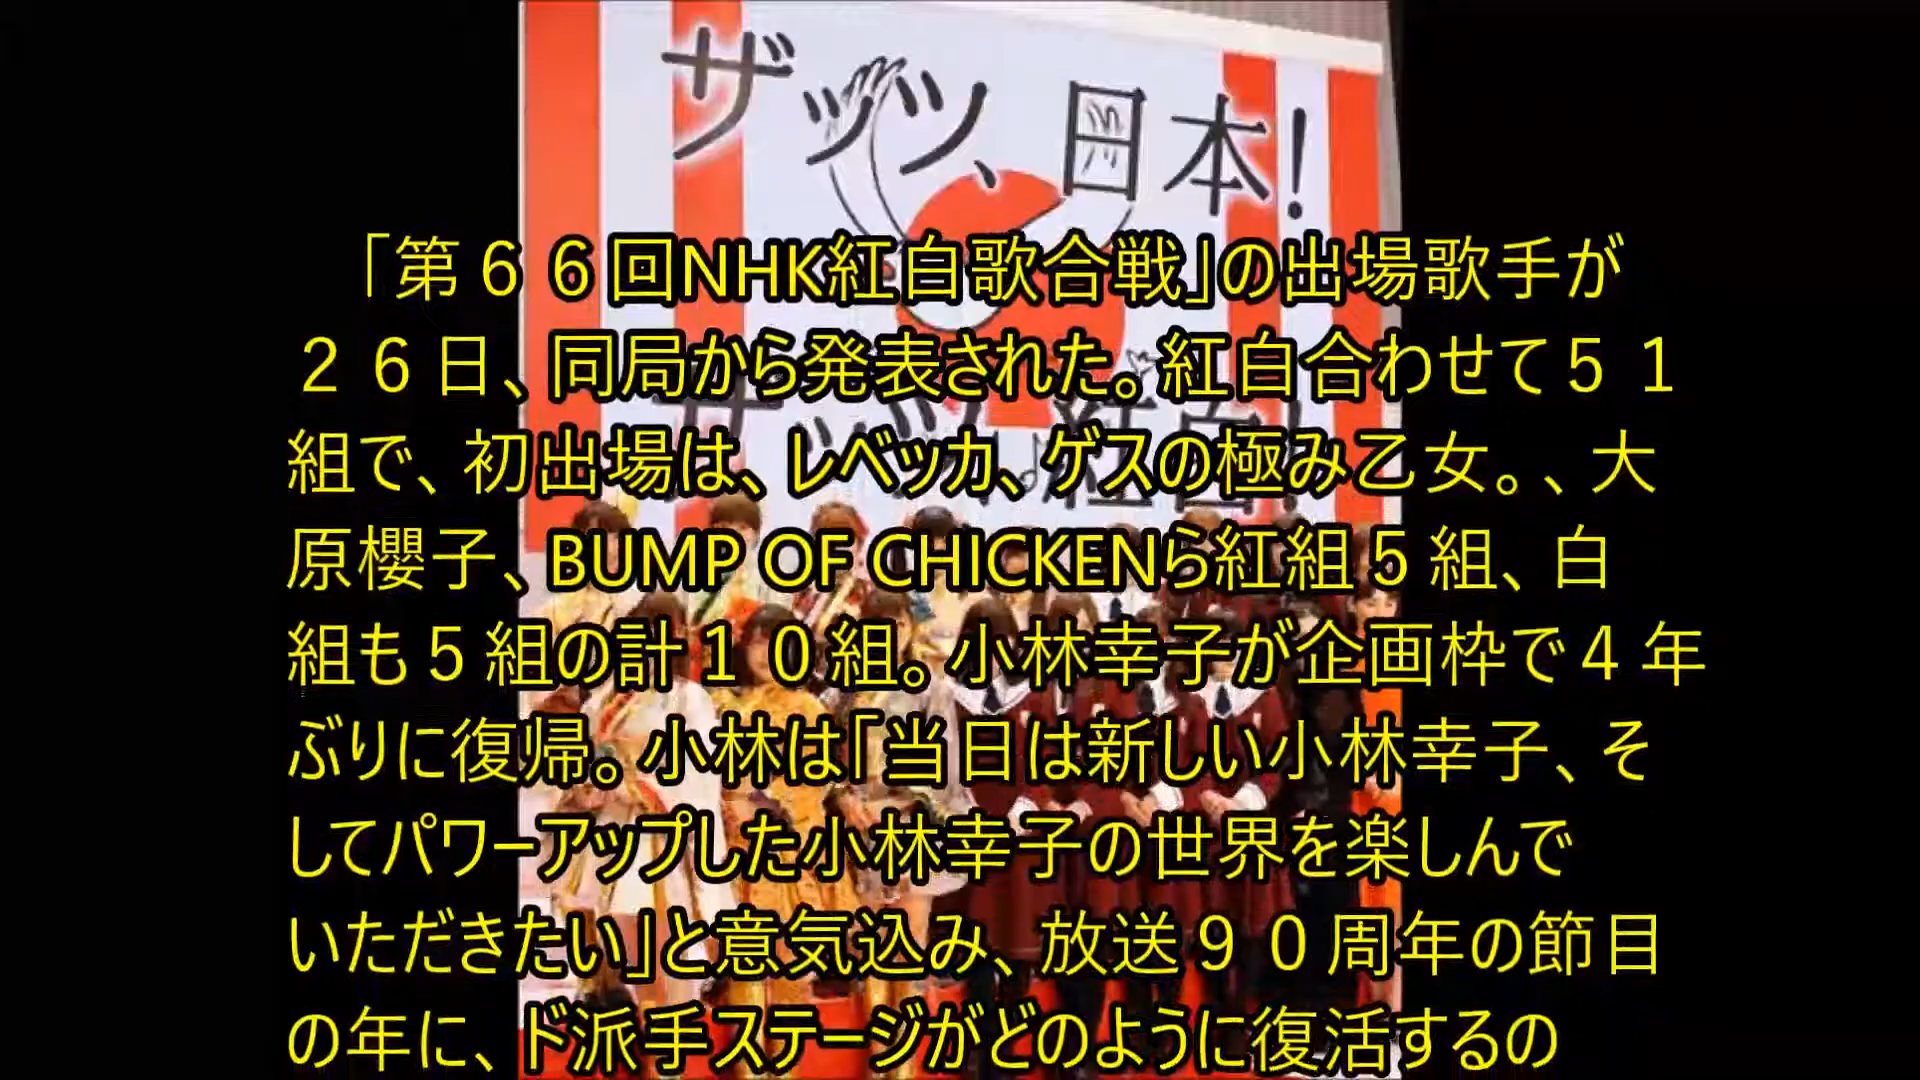 ザッツ、日本!
ザッツ、紅白!
「第６６回NHK紅白歌合戦」の出場歌手が
２６日、同局から発表された。紅白合わせて５１
組で、初出場は、レベッカ、ゲスの極み乙女。、大
原櫻子、BUMP OF CHICKENら紅組５組、白
組も５組の計１０組。小林幸子が企画枠で４年
ぶりに復帰。小林は「当日は新しい小林幸子、そ
してパワーアップした小林幸子の世界を楽しんで
いただきたい」と意気込み、放送９０周年の節目
の年に、ド派手ステージがどのように復活するの